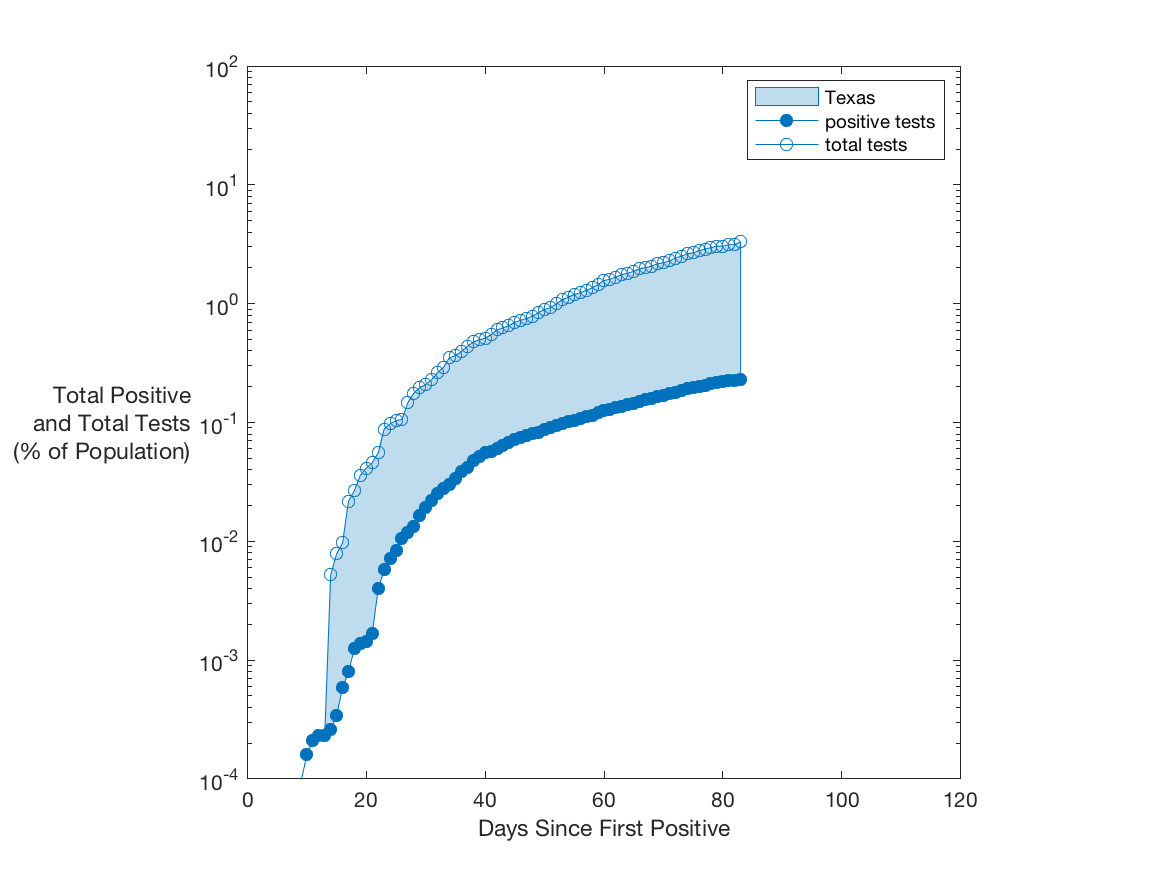 10^2
10^1
10^0
10^-1
10^-2
10^-3
10^-4
Total Positive
and Total Tests
(% of Population)
Texas
positive tests
total tests
0 20 40 60 80 100 120
Days Since First Positive